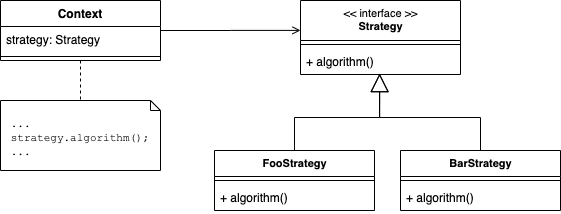 Context
strategy: Strategy
<< interface >>
Strategy
+ algorithm()
...
strategy.algorithm();
...
FooStrategy
+ algorithm()
BarStrategy
+ algorithm()